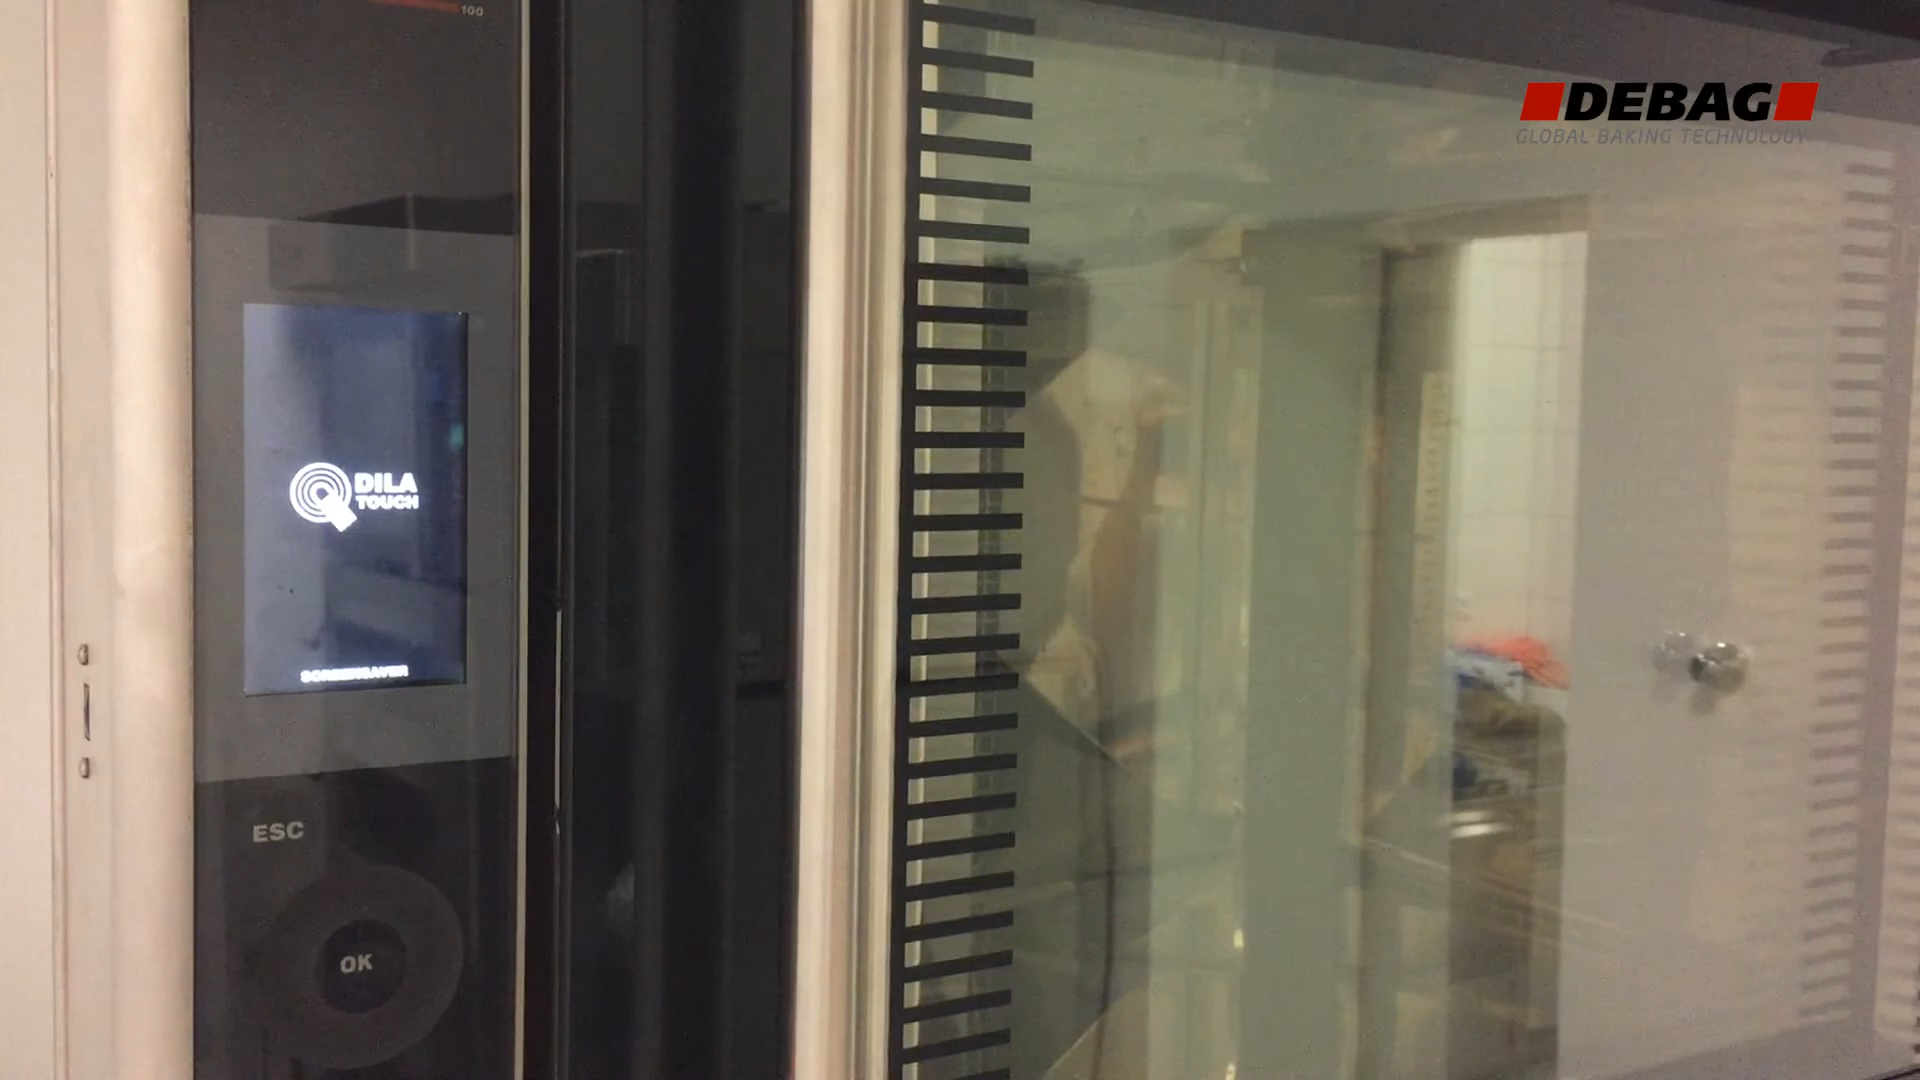 100
DEBAG
GLOBAL BAKING TECHNOLOGY
DILA
TOUCH
SCREENSAVER
ESC
OK